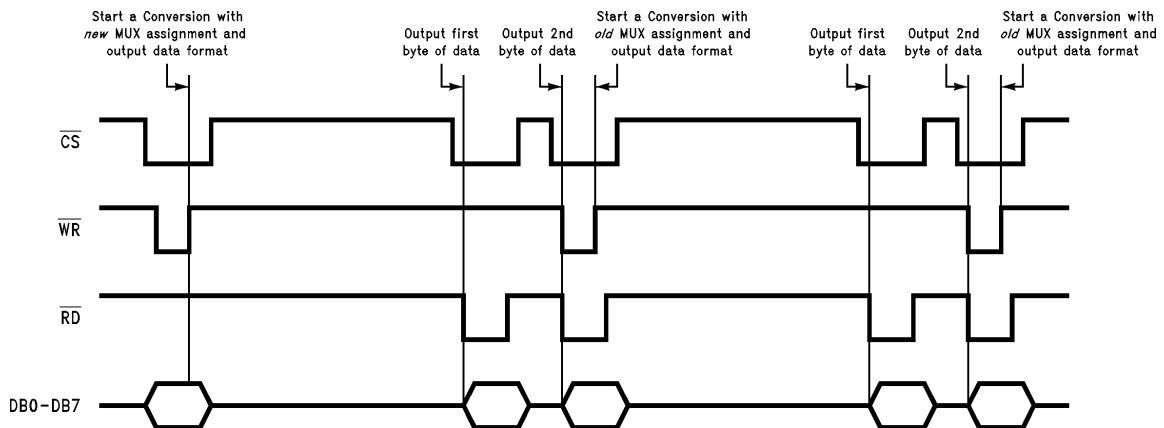 Start a Conversion with
new MUX assignment and
output data format
Output first
byte of data
Output 2nd
byte of data
Start a Conversion with
old MUX assignment and
output data format
Output first
byte of data
Output 2nd
byte of data
Start a Conversion with
old MUX assignment and
output data format
CS
WR
RD
DB0-DB7